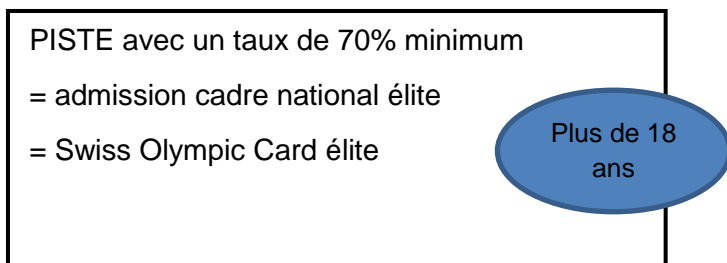 PISTE avec un taux de 70% minimum
= admission cadre national élite
= Swiss Olympic Card élite
Plus de 18
ans